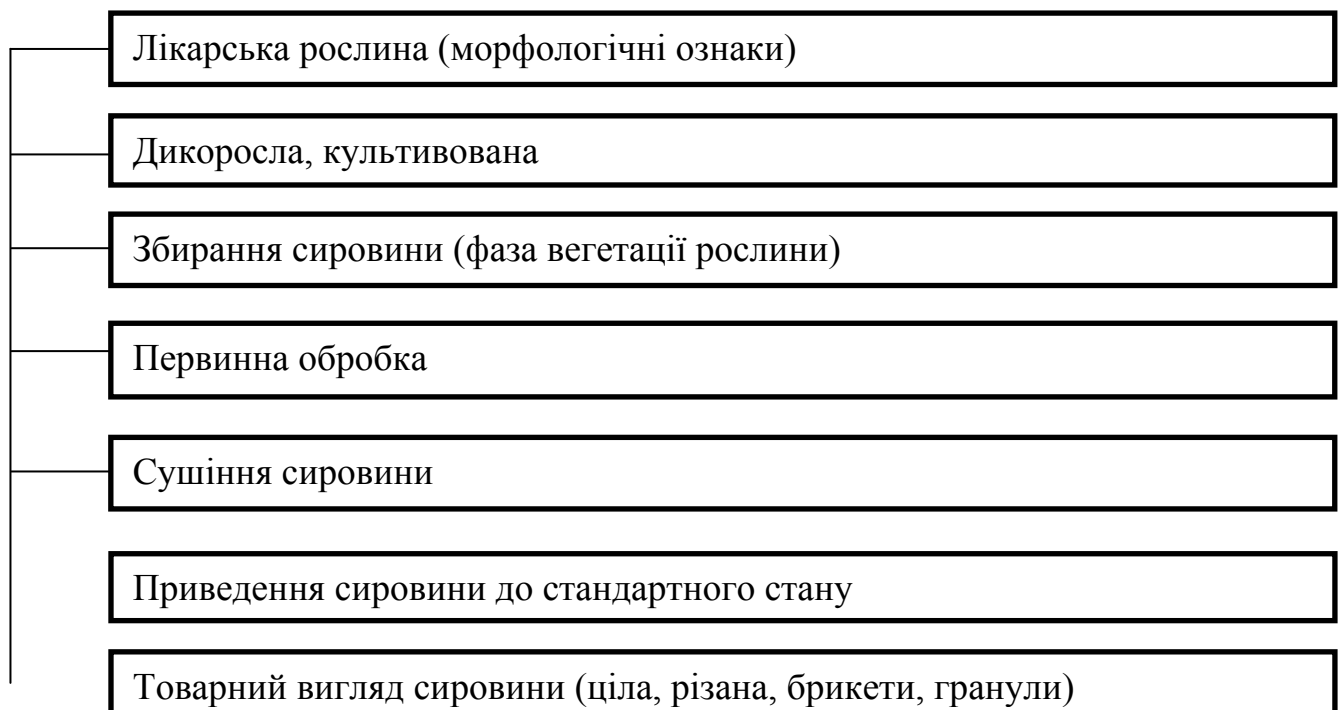 Лікарська рослина (морфологічні ознаки)
Дикоросла, культивована
Збирання сировини (фаза вегетації рослини)
Первинна обробка
Сушіння сировини
Приведення сировини до стандартного стану
Товарний вигляд сировини (ціла, різана, брикети, гранули)